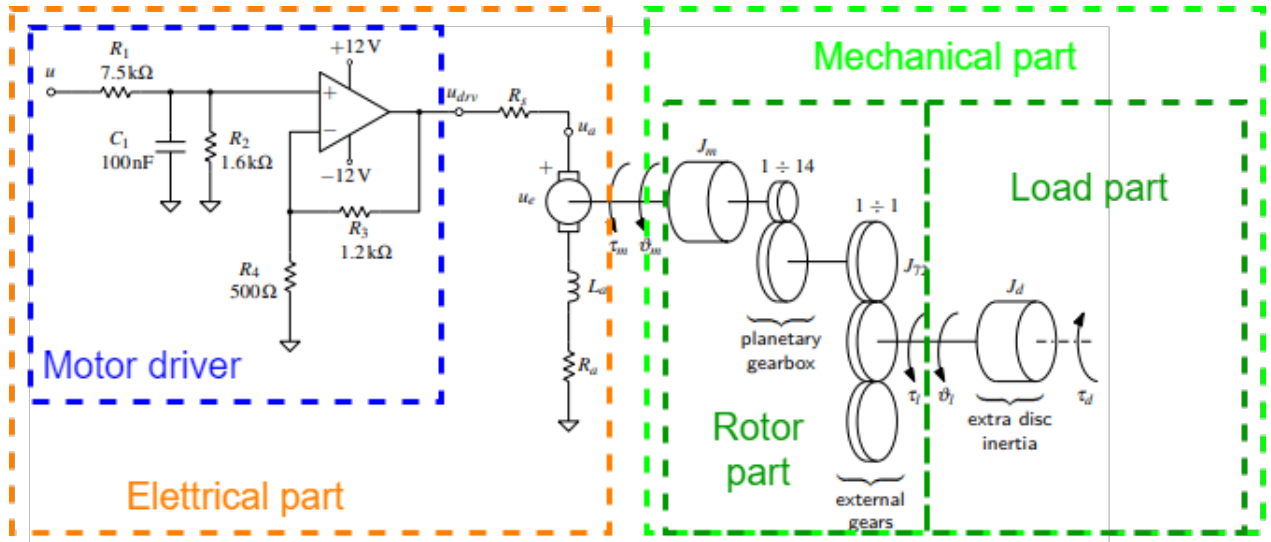 Mechanical part
+12V
R1
7.5kΩ
u
+
−
−12V
C1
100nF
R2
1.6kΩ
R3
1.2kΩ
R4
500Ω
Motor driver
Elettrical part
udrv
Rs
ua
+
ue
La
Ra
τm
ϑm
Jm
1 ÷ 14
planetary
gearbox
1 ÷ 1
J72
Rotor
part
external
gears
Load part
τl
ϑl
Jd
τd
extra disc
inertia